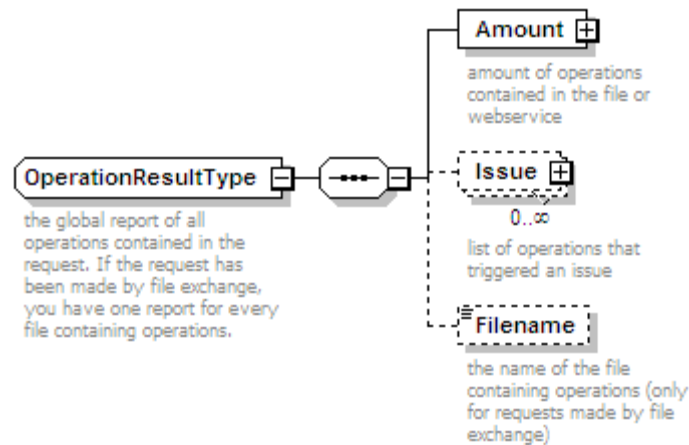 Amount
amount of operations
contained in the file or
webservice
OperationResultType
the global report of all
operations contained in the
request. If the request has
been made by file exchange,
you have one report for every
file containing operations.
Issue
0..∞
list of operations that
triggered an issue
Filename
the name of the file
containing operations (only
for requests made by file
exchange)